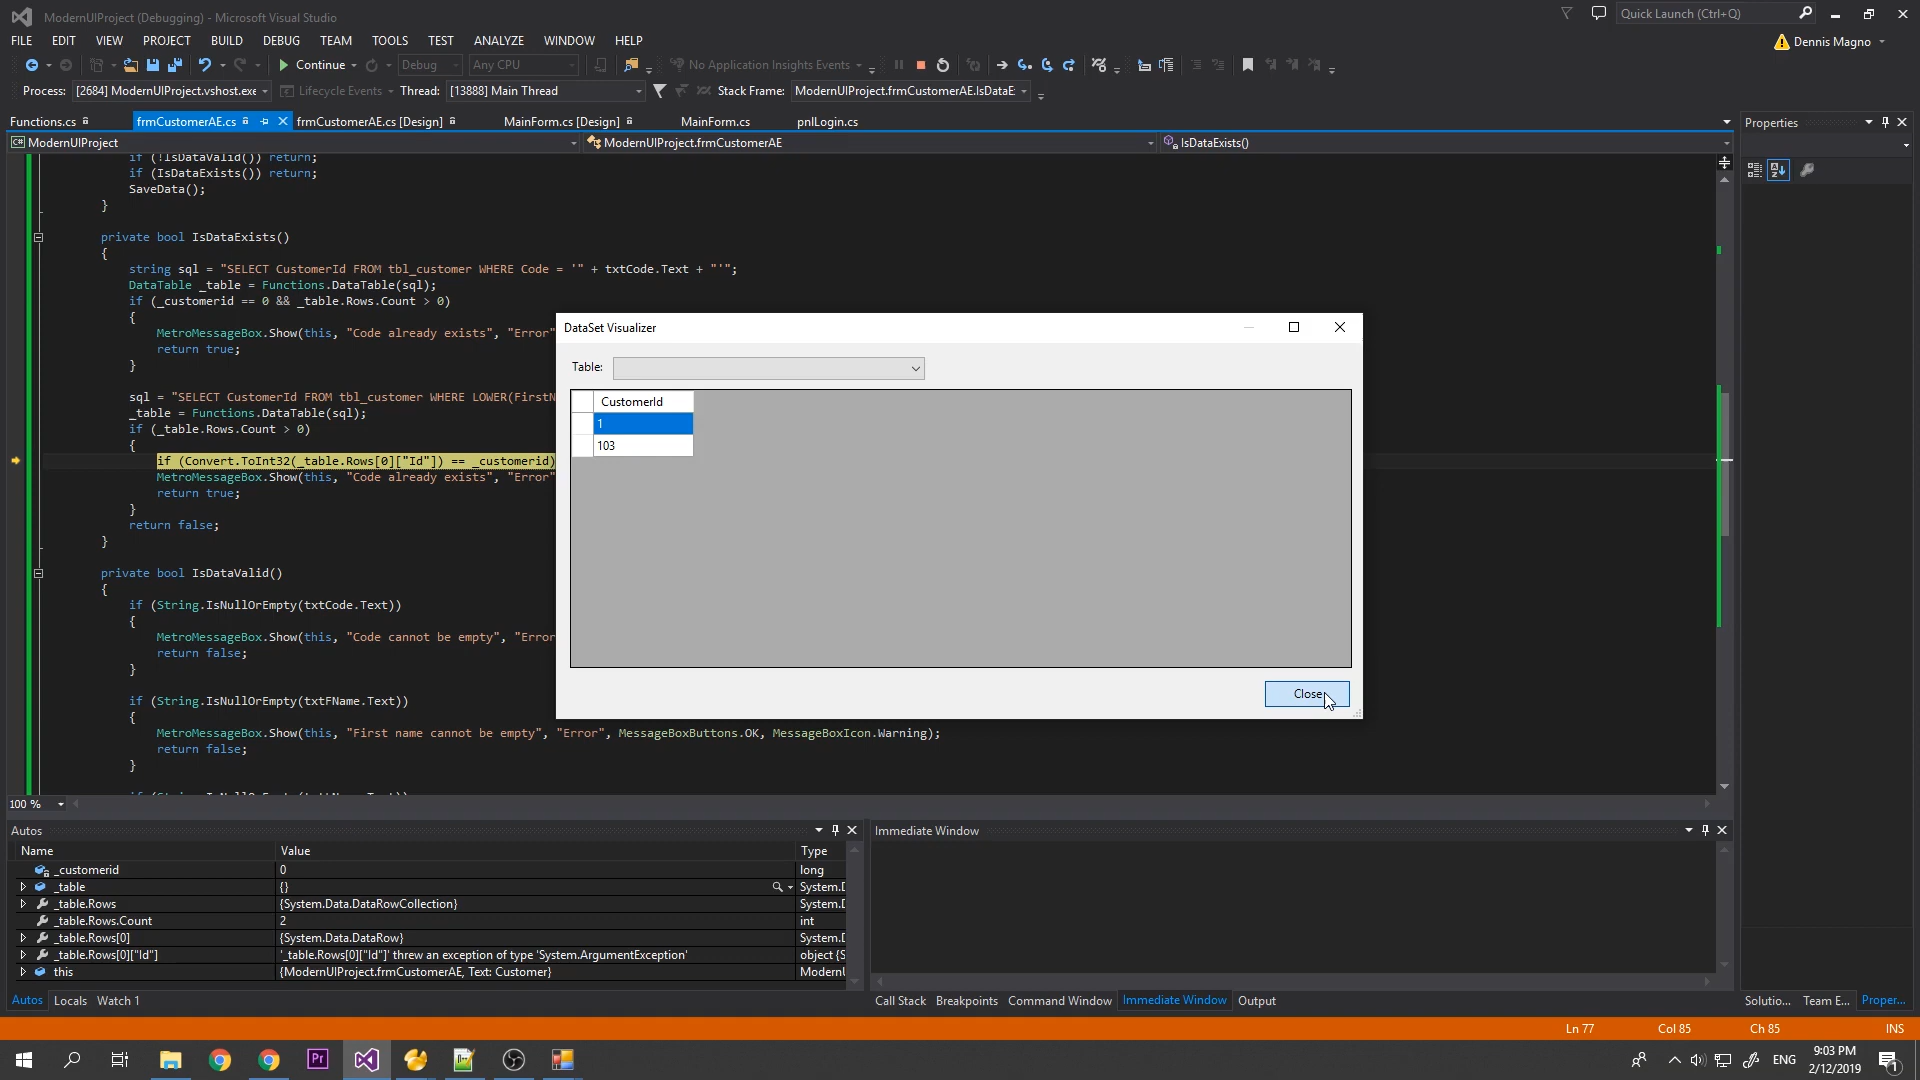 ModernUIProject (Debugging) - Microsoft Visual Studio
Quick Launch (Ctrl+Q)
FILE EDIT VIEW PROJECT BUILD DEBUG TEAM TOOLS TEST ANALYZE WINDOW HELP
Dennis Magno
Continue Debug Any CPU No Application Insights Events
Process: [2684] ModernUIProject.vshost.exe Lifecycle Events Thread: [13888] Main Thread Stack Frame: ModernUIProject.frmCustomerAE.IsDataE
Functions.cs frmCustomerAE.cs frmCustomerAE.cs [Design] MainForm.cs [Design] MainForm.cs pnlLogin.cs
Properties
ModernUIProject ModernUIProject.frmCustomerAE IsDataExists()
if (!IsDataValid()) return;
if (IsDataExists()) return;
SaveData();
}
private bool IsDataExists()
{
string sql = "SELECT CustomerId FROM tbl_customer WHERE Code = '" + txtCode.Text + "'";
DataTable _table = Functions.DataTable(sql);
if (_customerid == 0 && _table.Rows.Count > 0)
{
MetroMessageBox.Show(this, "Code already exists", "Error"
return true;
}
sql = "SELECT CustomerId FROM tbl_customer WHERE LOWER(FirstN
_table = Functions.DataTable(sql);
if (_table.Rows.Count > 0)
{
if (Convert.ToInt32(_table.Rows[0]["Id"]) == _customerid)
MetroMessageBox.Show(this, "Code already exists", "Error"
return true;
}
return false;
}
private bool IsDataValid()
{
if (String.IsNullOrEmpty(txtCode.Text))
{
MetroMessageBox.Show(this, "Code cannot be empty", "Error
return false;
}
if (String.IsNullOrEmpty(txtFName.Text))
{
MetroMessageBox.Show(this, "First name cannot be empty", "Error", MessageBoxButtons.OK, MessageBoxIcon.Warning);
return false;
}
DataSet Visualizer
Table:
CustomerId
1
103
Close
100 %
Autos
Name Value Type
_customerid 0 long
_table {} System.D
_table.Rows {System.Data.DataRowCollection} System.D
_table.Rows.Count 2 int
_table.Rows[0] {System.Data.DataRow} System.D
_table.Rows[0]["Id"] '_table.Rows[0]["Id"]' threw an exception of type 'System.ArgumentException' object {S
this {ModernUIProject.frmCustomerAE, Text: Customer} ModernU
Autos Locals Watch 1
Immediate Window
Call Stack Breakpoints Command Window Immediate Window Output
Solutio... Team E... Proper...
Ln 77 Col 85 Ch 85 INS
Pr
ENG
9:03 PM
2/12/2019
1